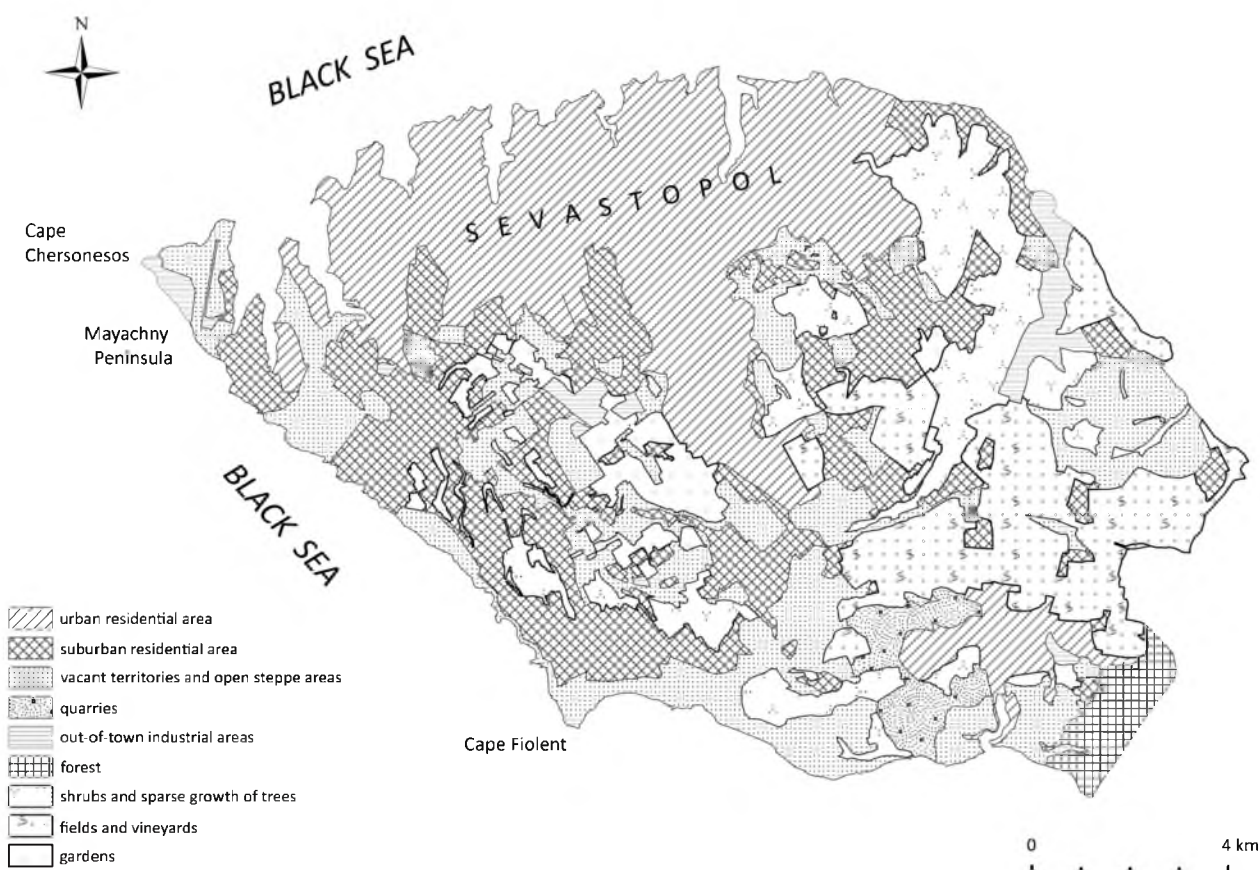 N
BLACK SEA
SEVASTOPOL
Cape
Chersonesos
Mayachny
Peninsula
BLACK SEA
Cape Fiolent
urban residential area
suburban residential area
vacant territories and open steppe areas
quarries
out-of-town industrial areas
forest
shrubs and sparse growth of trees
fields and vineyards
gardens
0 4 km